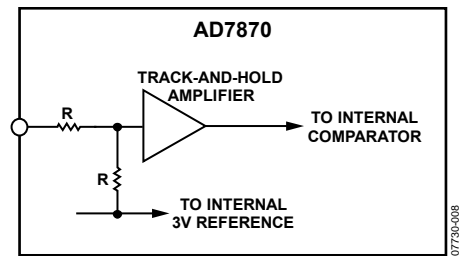 AD7870
TRACK-AND-HOLD
AMPLIFIER
R
TO INTERNAL
COMPARATOR
R
TO INTERNAL
3V REFERENCE
07730-008